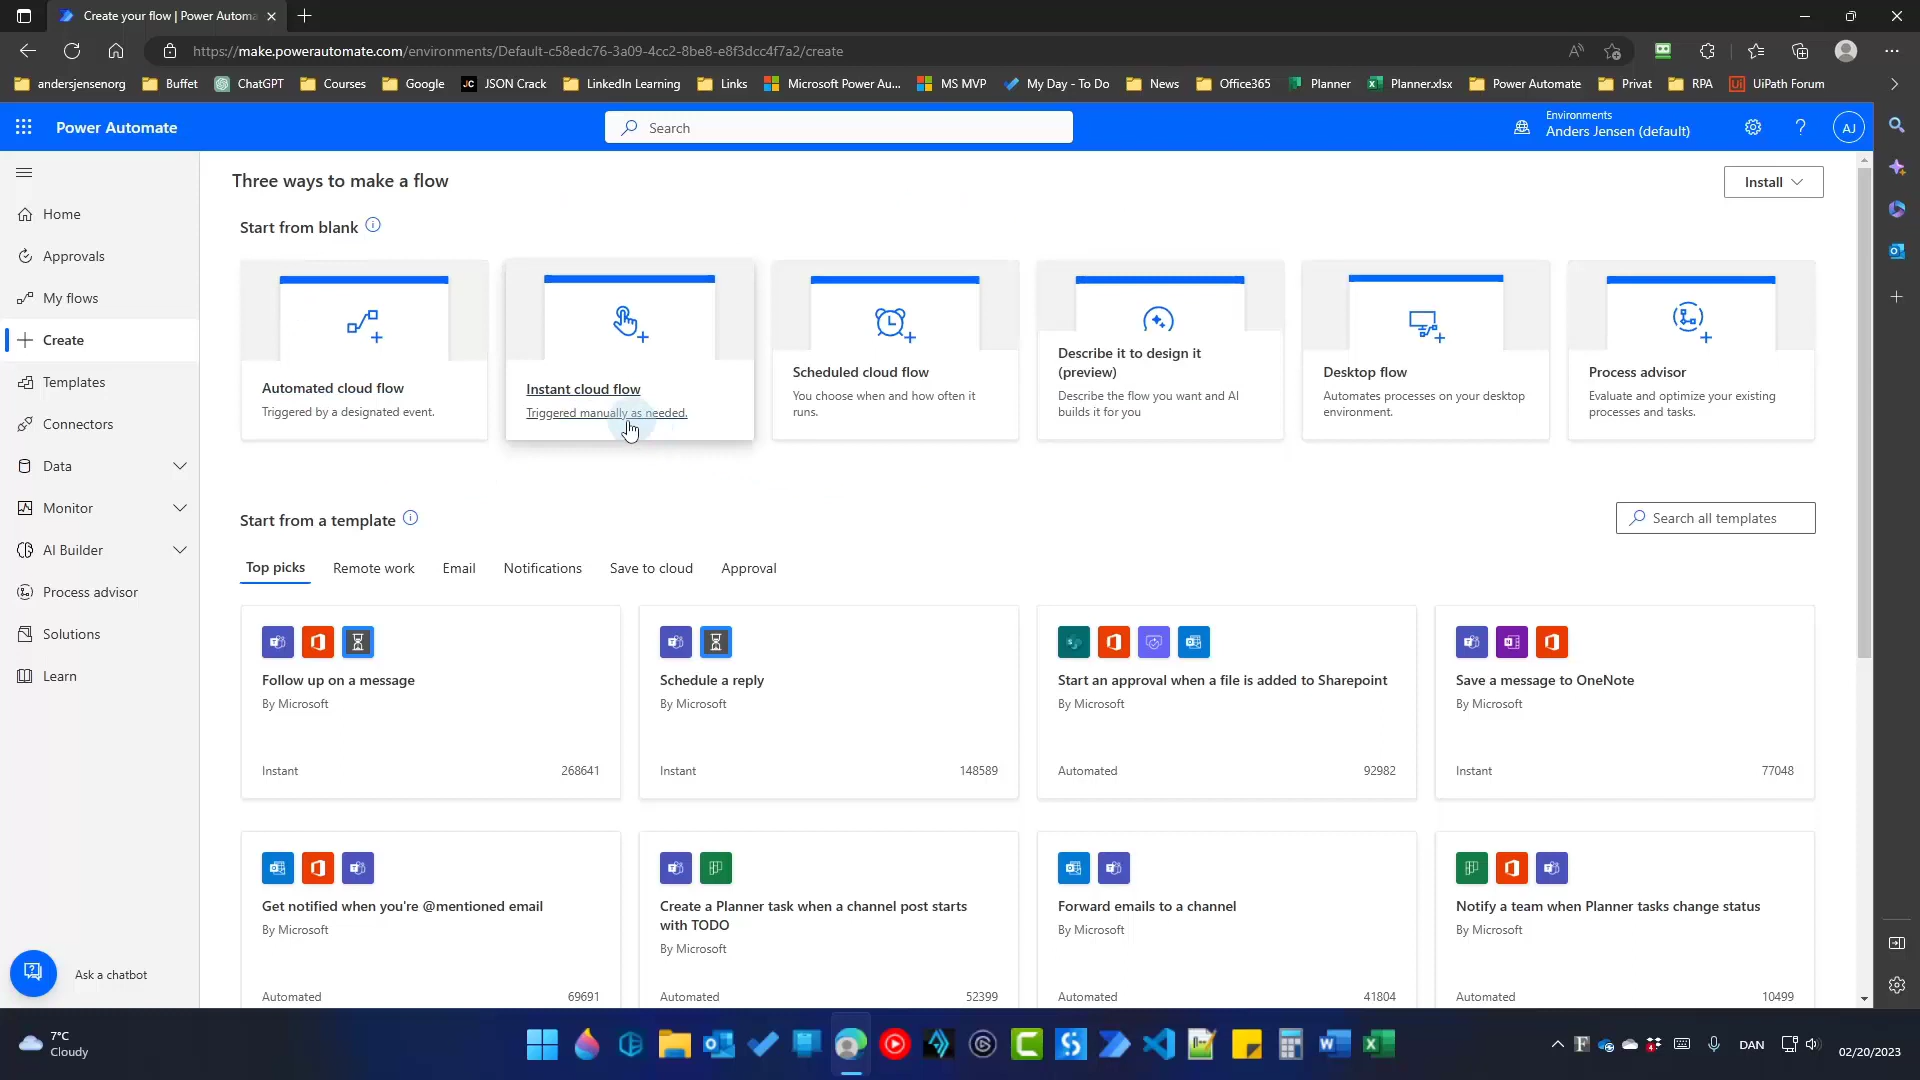 Create your flow | Power Automa
https://make.powerautomate.com/environments/Default-c58edc76-3a09-4cc2-8be8-e8f3dcc4f7a2/create
andersjensenorg
Buffet
ChatGPT
Courses
Google
JSON Crack
LinkedIn Learning
Links
Microsoft Power Au...
MS MVP
My Day - To Do
News
Office365
Planner
Planner.xlsx
Power Automate
Privat
RPA
UiPath Forum
Power Automate
Search
Environments
Anders Jensen (default)
AJ
Home
Approvals
My flows
Create
Templates
Connectors
Data
Monitor
AI Builder
Process advisor
Solutions
Learn
Ask a chatbot
Three ways to make a flow
Install
Start from blank
Automated cloud flow
Triggered by a designated event.
Instant cloud flow
Triggered manually as needed.
Scheduled cloud flow
You choose when and how often it
runs.
Describe it to design it
(preview)
Describe the flow you want and AI
builds it for you
Desktop flow
Automates processes on your desktop
environment.
Process advisor
Evaluate and optimize your existing
processes and tasks.
Start from a template
Search all templates
Top picks
Remote work
Email
Notifications
Save to cloud
Approval
Follow up on a message
By Microsoft
Instant
268641
Schedule a reply
By Microsoft
Instant
148589
Start an approval when a file is added to Sharepoint
By Microsoft
Automated
92982
Save a message to OneNote
By Microsoft
Instant
77048
Get notified when you're @mentioned email
By Microsoft
Automated
69691
Create a Planner task when a channel post starts
with TODO
By Microsoft
Automated
52399
Forward emails to a channel
By Microsoft
Automated
41804
Notify a team when Planner tasks change status
By Microsoft
Automated
10499
7°C
Cloudy
DAN
02/20/2023